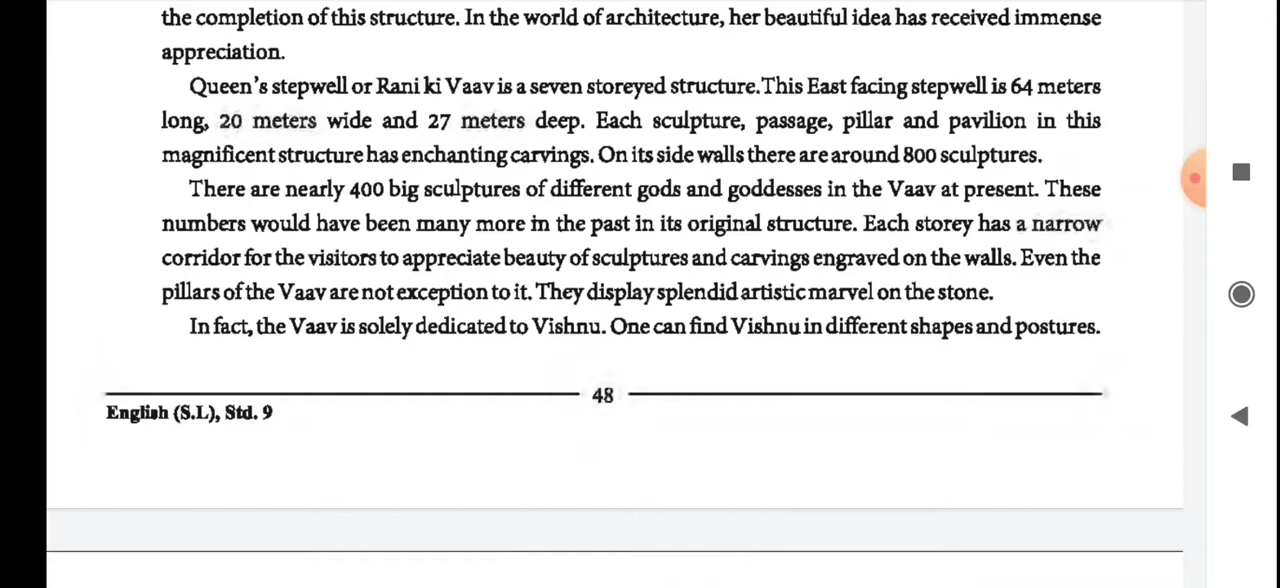 the completion of this structure. In the world of architecture, her beautiful idea has received immense
appreciation.
Queen's stepwell or Rani ki Vaav is a seven storeyed structure.This East facing stepwell is 64 meters
long, 20 meters wide and 27 meters deep. Each sculpture, passage, pillar and pavilion in this
magnificent structure has enchanting carvings. On its side walls there are around 800 sculptures.
There are nearly 400 big sculptures of different gods and goddesses in the Vaav at present. These
numbers would have been many more in the past in its original structure. Each storey has a narrow
corridor for the visitors to appreciate beauty of sculptures and carvings engraved on the walls. Even the
pillars of the Vaav are not exception to it. They display splendid artistic marvel on the stone.
In fact, the Vaav is solely dedicated to Vishnu. One can find Vishnu in different shapes and postures.
48
English (S.L), Std. 9